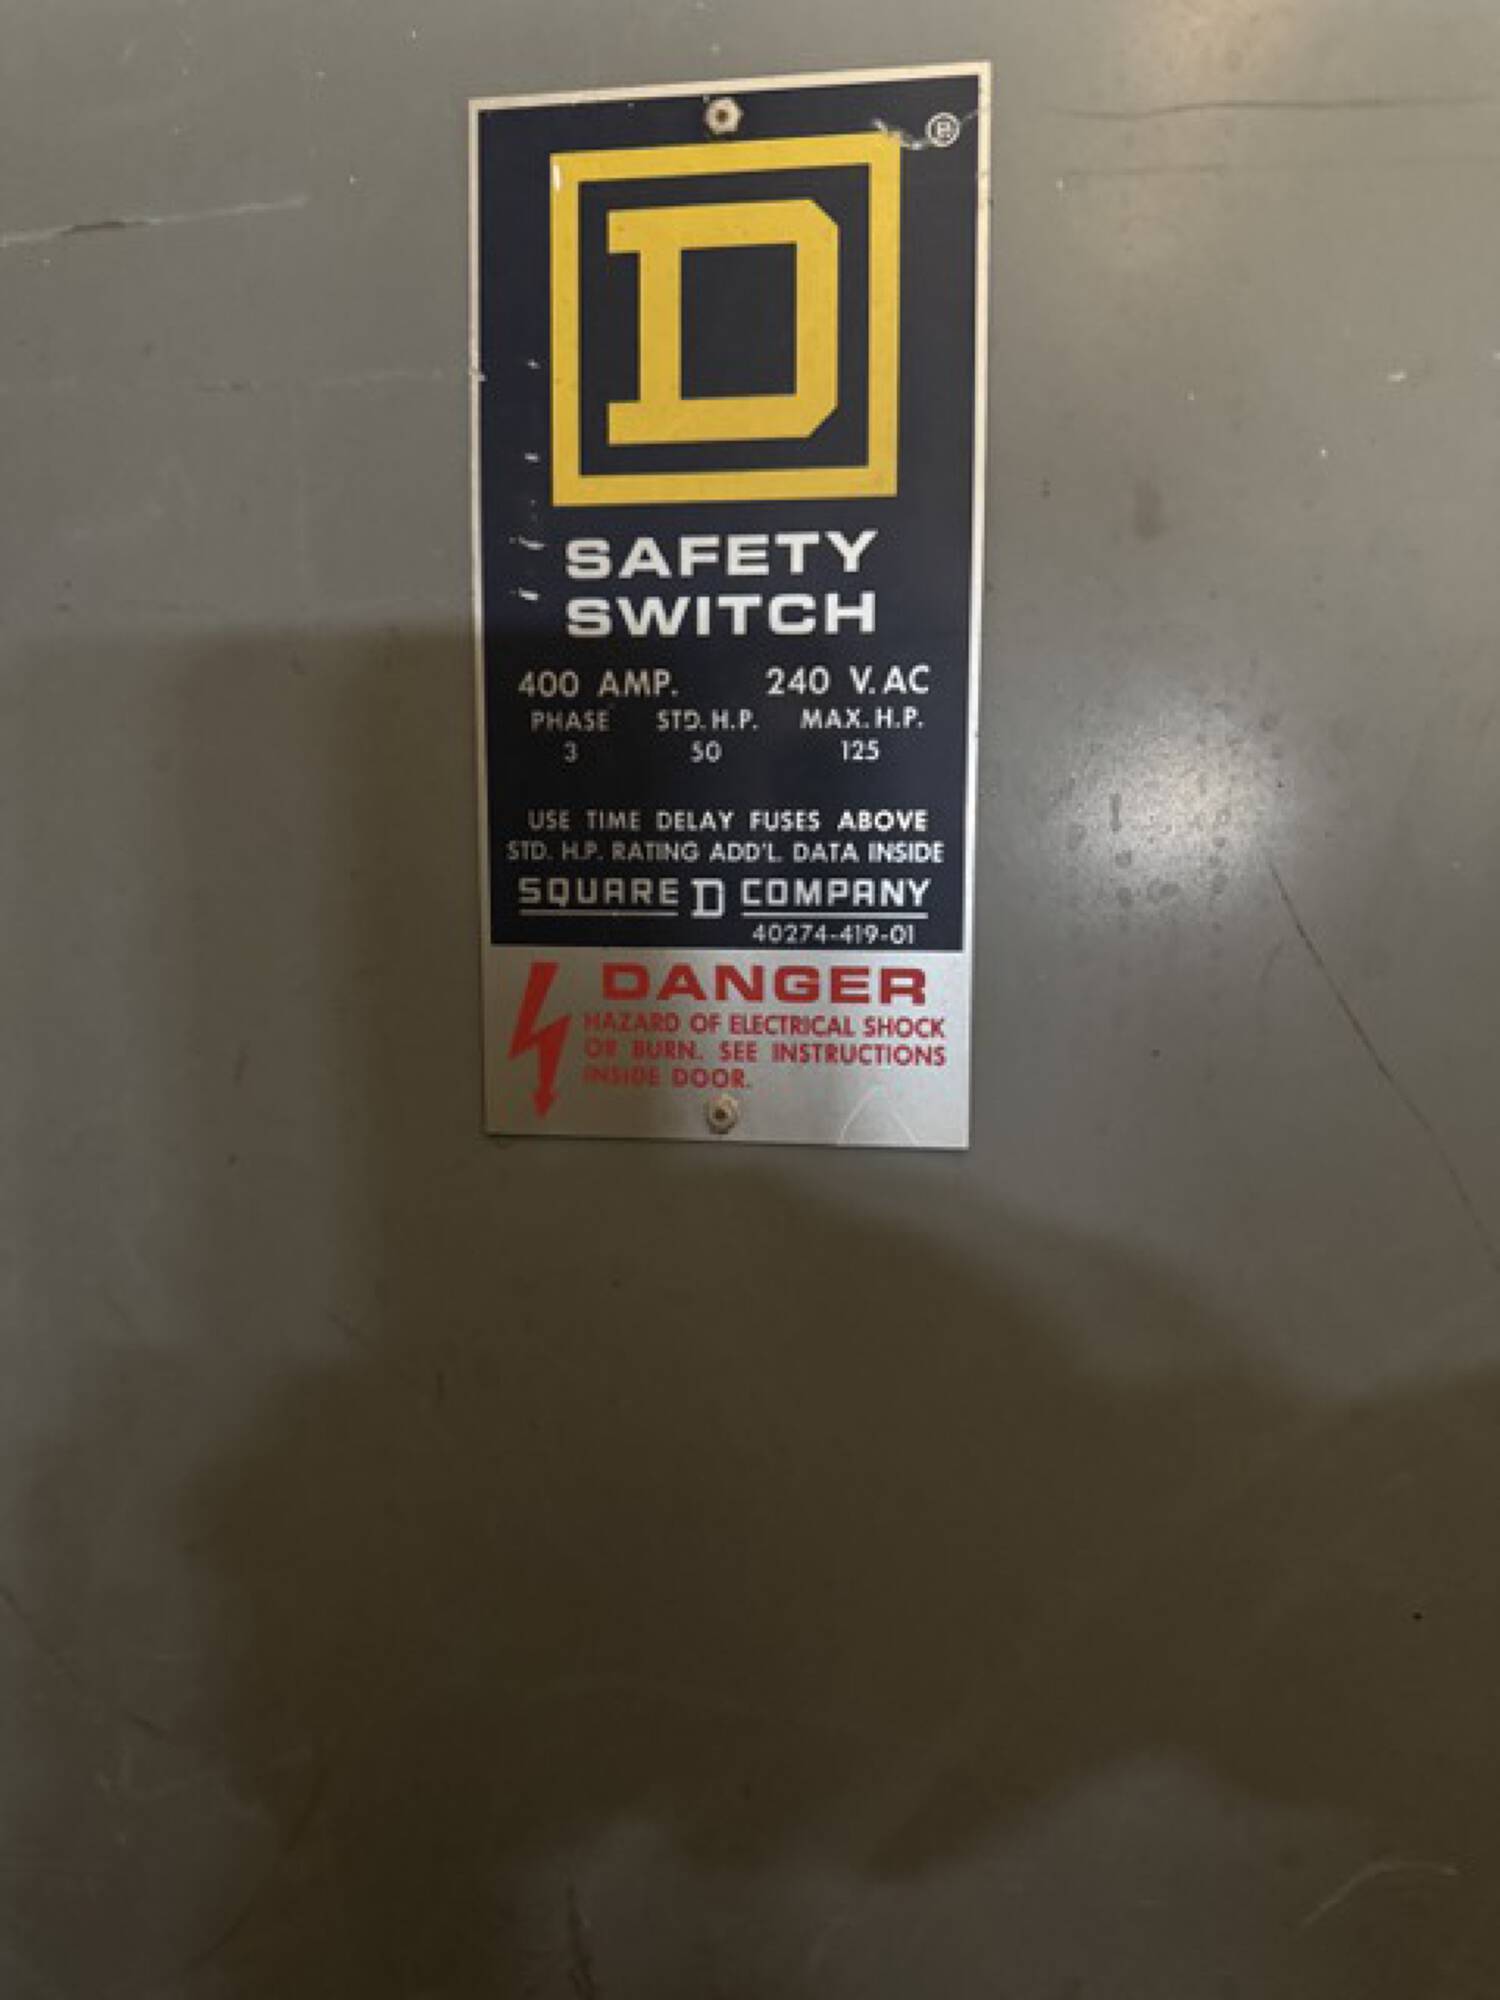 ®
D
SAFETY
SWITCH
400 AMP. 240 V. AC
PHASE STD. H.P. MAX. H.P.
3 50 125
USE TIME DELAY FUSES ABOVE
STD. H.P. RATING ADD'L. DATA INSIDE
SQUARE D COMPANY
40274-419-01
DANGER
HAZARD OF ELECTRICAL SHOCK
OR BURN. SEE INSTRUCTIONS
INSIDE DOOR.